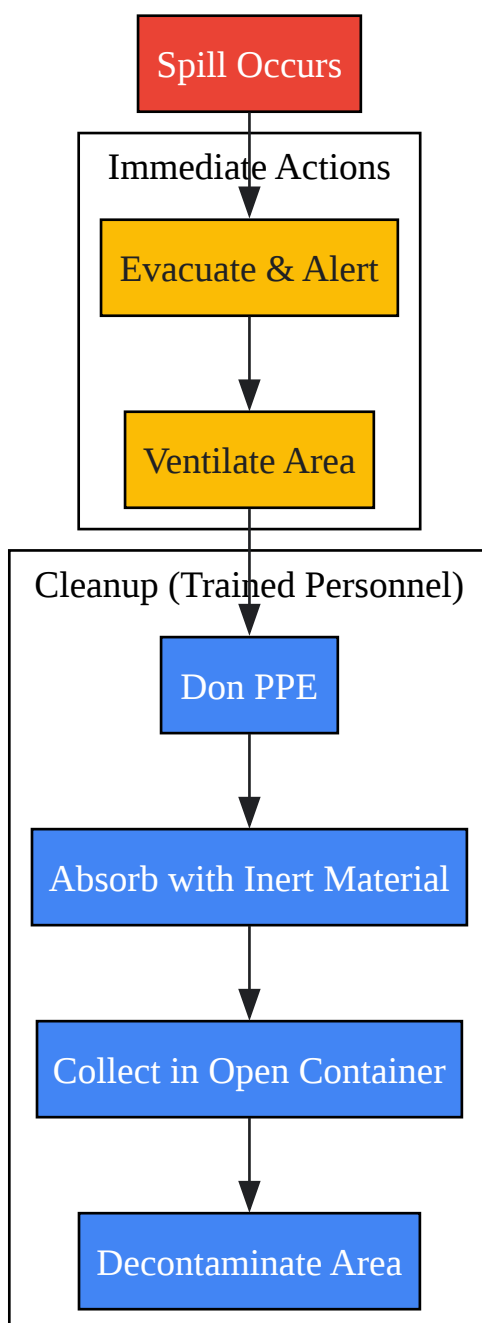 Spill Occurs
Immediate Actions
Evacuate & Alert
Ventilate Area
Cleanup (Trained Personnel)
Don PPE
Absorb with Inert Material
Collect in Open Container
Decontaminate Area